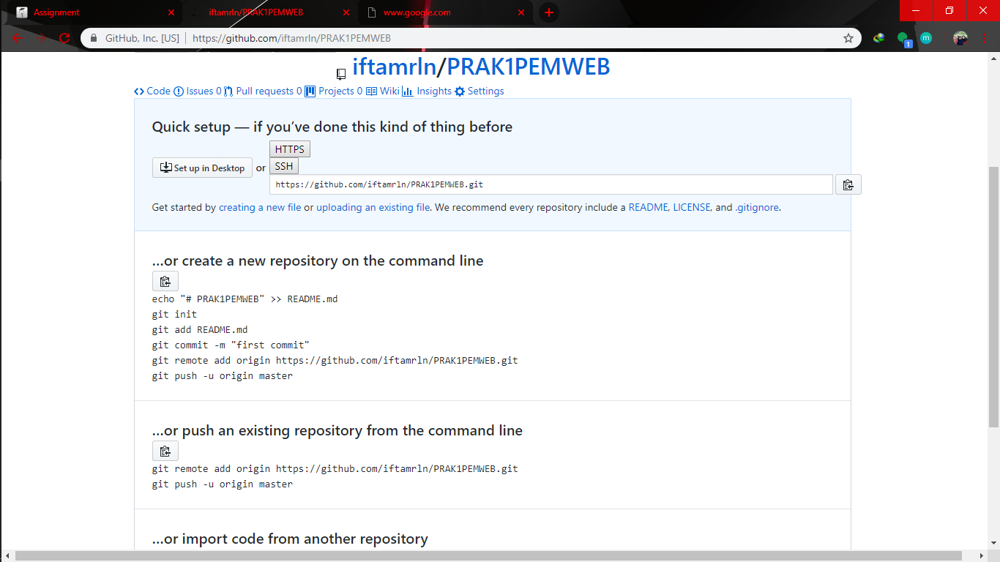 Assignment
iftamrln/PRAK1PEMWEB
www.google.com
GitHub, Inc. [US] | https://github.com/iftamrln/PRAK1PEMWEB
1
m
iftamrln/PRAK1PEMWEB
Code Issues 0 Pull requests 0 Projects 0 Wiki Insights Settings
Quick setup — if you’ve done this kind of thing before
HTTPS
Set up in Desktop or SSH
https://github.com/iftamrln/PRAK1PEMWEB.git
Get started by creating a new file or uploading an existing file. We recommend every repository include a README, LICENSE, and .gitignore.
…or create a new repository on the command line
echo "# PRAK1PEMWEB" >> README.md
git init
git add README.md
git commit -m "first commit"
git remote add origin https://github.com/iftamrln/PRAK1PEMWEB.git
git push -u origin master
…or push an existing repository from the command line
git remote add origin https://github.com/iftamrln/PRAK1PEMWEB.git
git push -u origin master
…or import code from another repository